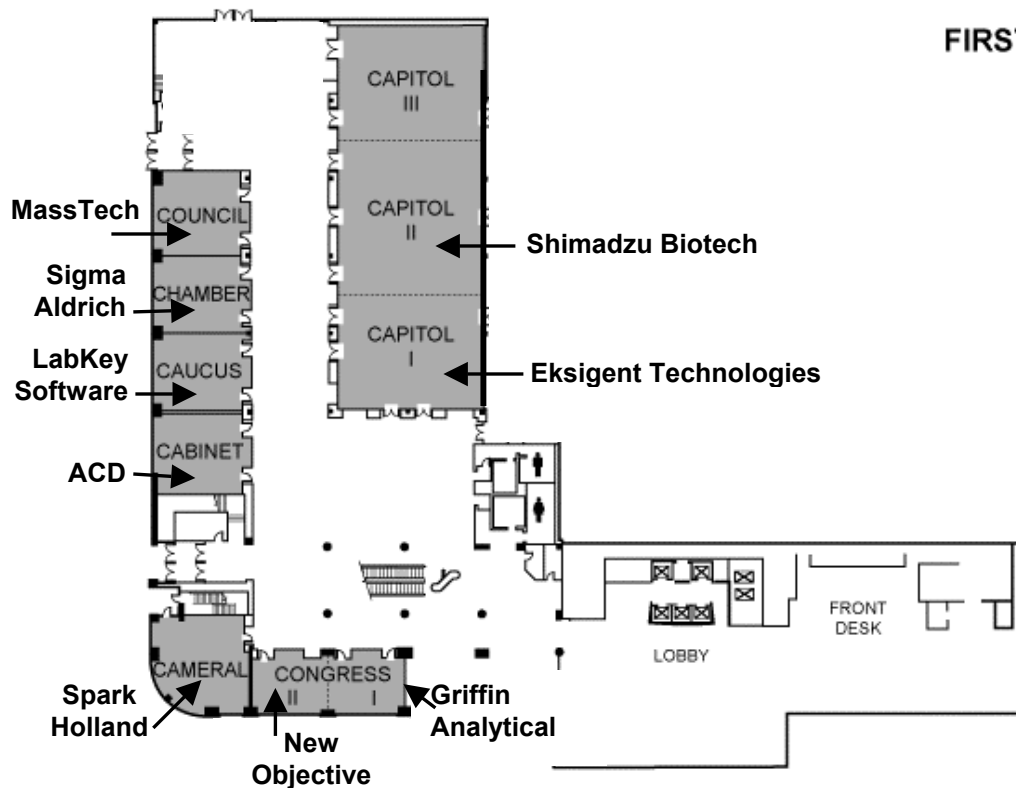 FIRST
CAPITOL
III
MassTech
COUNCIL
CAPITOL
II
Shimadzu Biotech
Sigma
Aldrich
CHAMBER
LabKey
Software
CAUCUS
CAPITOL
I
Eksigent Technologies
CABINET
ACD
FRONT
DESK
LOBBY
CAMERAL
CONGRESS
II I
Spark
Holland
Griffin
Analytical
New
Objective